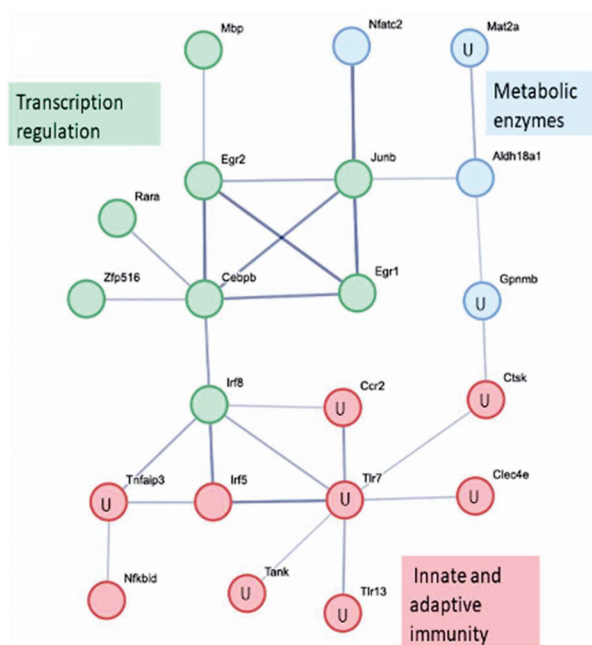 Mbp
Nfatc2
Mat2a
U
Transcription
regulation
Metabolic
enzymes
Egr2
Junb
Aldh18a1
Rara
Zfp516
Cebpb
Egr1
Gpnmb
U
Irf8
Ccr2
U
Ctsk
U
Tnfaip3
U
Irf5
Tlr7
U
Clec4e
U
Nfkbid
Tank
U
Tlr13
U
Innate and
adaptive
immunity